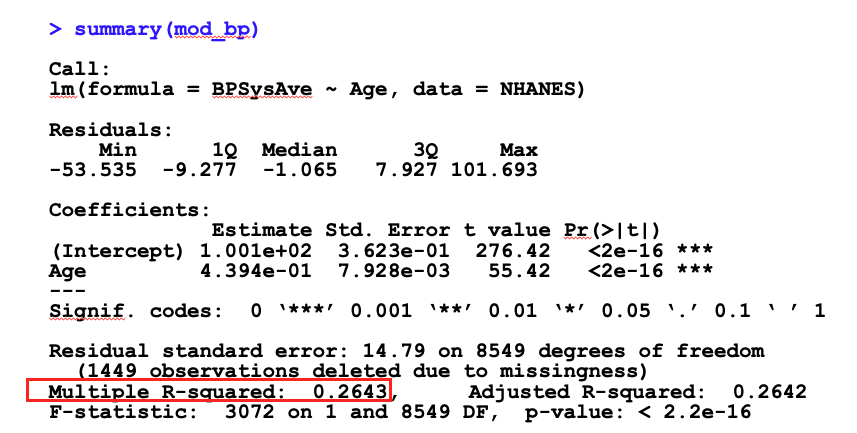 > summary(mod_bp)
Call:
lm(formula = BPSysAve ~ Age, data = NHANES)
Residuals:
Min 1Q Median 3Q Max
-53.535 -9.277 -1.065 7.927 101.693
Coefficients:
Estimate Std. Error t value Pr(>|t|)
(Intercept) 1.001e+02 3.623e-01 276.42 <2e-16 ***
Age 4.394e-01 7.928e-03 55.42 <2e-16 ***
---
Signif. codes: 0 ‘***’ 0.001 ‘**’ 0.01 ‘*’ 0.05 ‘.’ 0.1 ‘ ’ 1
Residual standard error: 14.79 on 8549 degrees of freedom
(1449 observations deleted due to missingness)
Multiple R-squared: 0.2643, Adjusted R-squared: 0.2642
F-statistic: 3072 on 1 and 8549 DF, p-value: < 2.2e-16